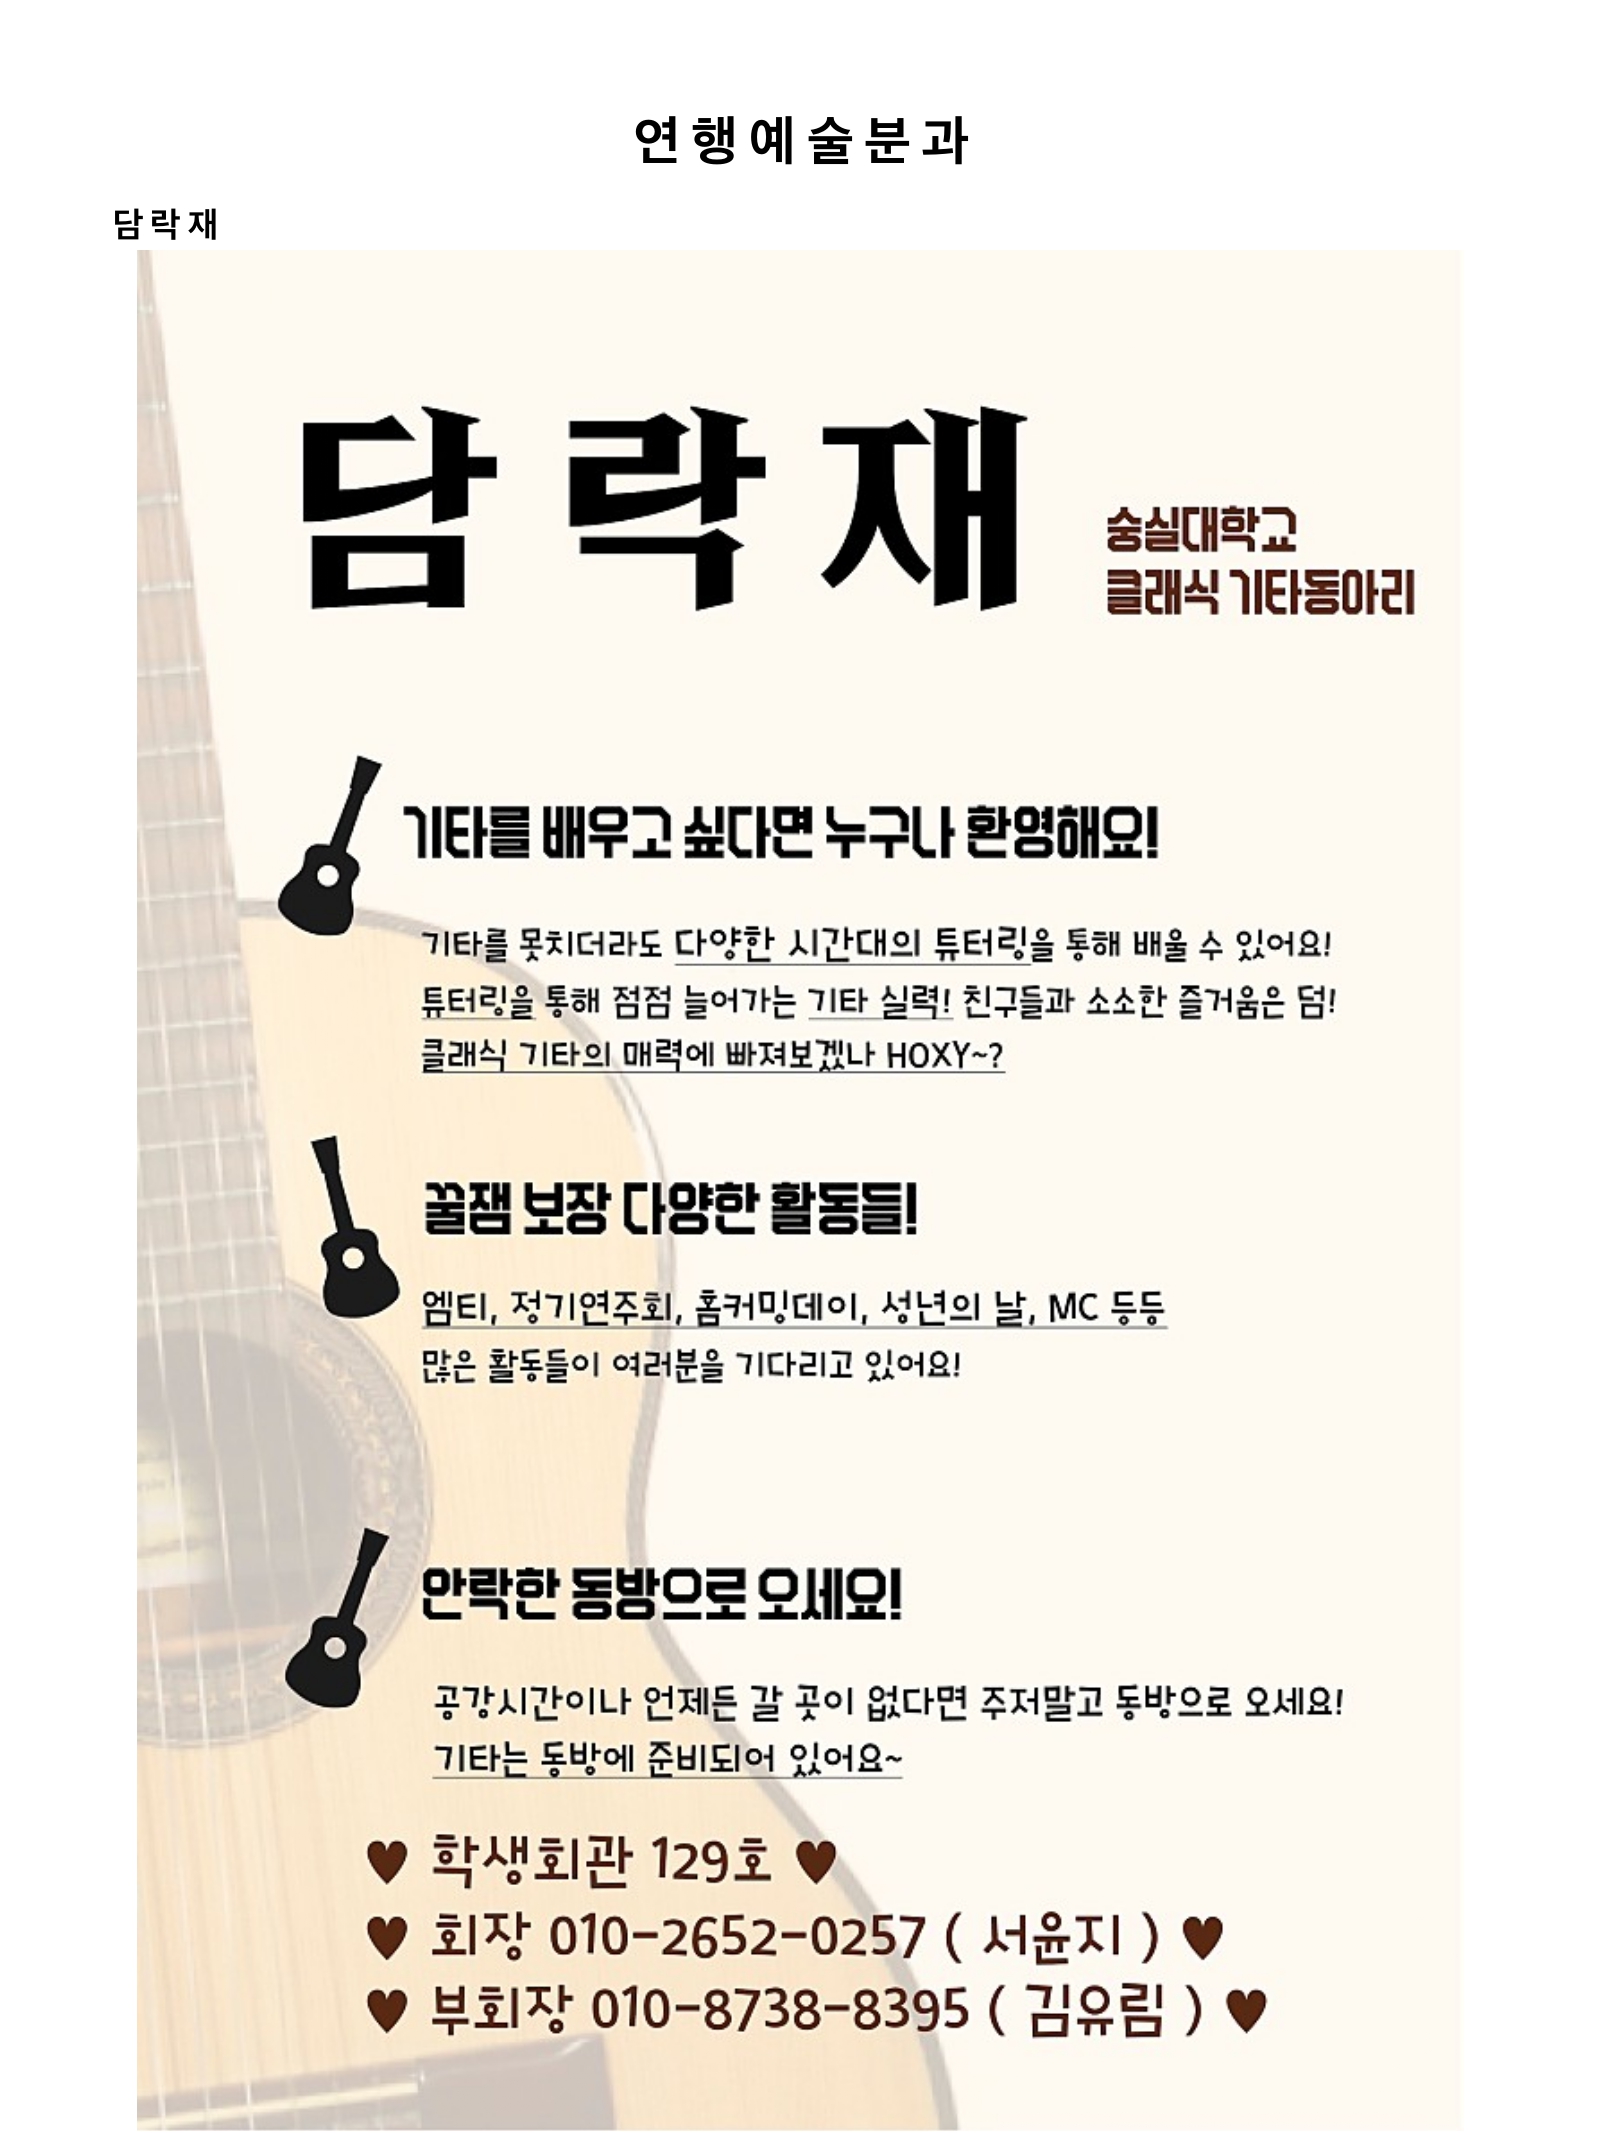 연행예술분과
담락재
담락재
숭실대학교
클래식 기타동아리
기타를 배우고 싶다면 누구나 환영해요!
기타를 못치더라도 다양한 시간대의 튜터링을 통해 배울 수 있어요!
튜터링을 통해 점점 늘어가는 기타 실력! 친구들과 소소한 즐거움은 덤!
클래식 기타의 매력에 빠져보겠나 HOXY~?
꿀잼 보장 다양한 활동들!
엠티, 정기연주회, 홈커밍데이, 성년의 날, MC 등등
많은 활동들이 여러분을 기다리고 있어요!
안락한 동방으로 오세요!
공강시간이나 언제든 갈 곳이 없다면 주저말고 동방으로 오세요!
기타는 동방에 준비되어 있어요~
♥ 학생회관 129호 ♥
♥ 회장 010-2652-0257 ( 서윤지 ) ♥
♥ 부회장 010-8738-8395 ( 김유림 ) ♥